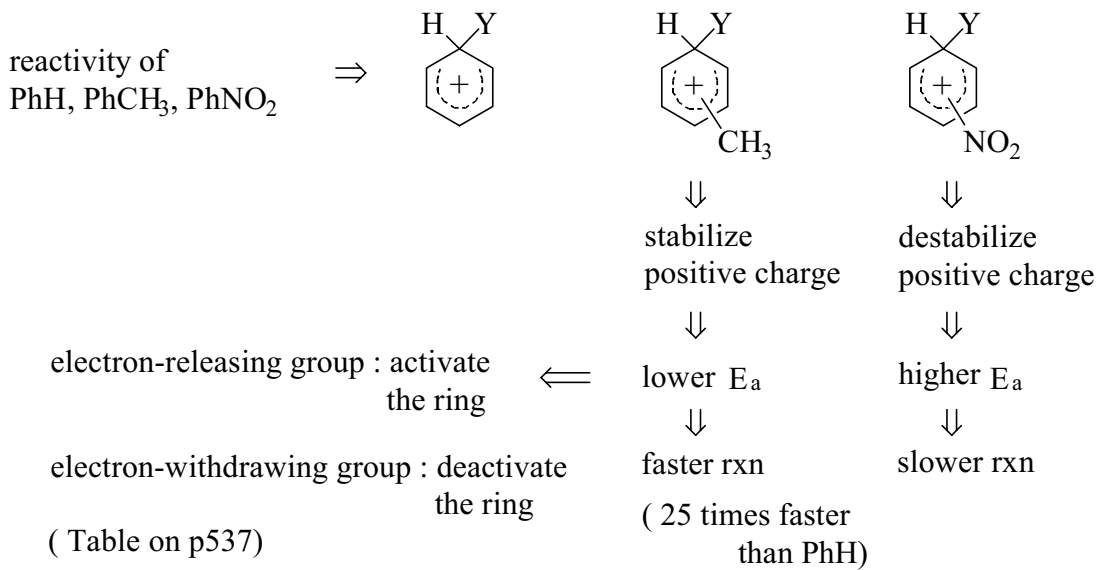 H Y
H Y
H Y
reactivity of
PhH, PhCH₃, PhNO₂
⇒
+
+
+
CH₃
NO₂
⇓
⇓
stabilize
positive charge
destabilize
positive charge
⇓
⇓
electron-releasing group : activate
the ring
⇐
lower Eₐ
higher Eₐ
⇓
⇓
electron-withdrawing group : deactivate
the ring
faster rxn
slower rxn
( Table on p537)
( 25 times faster
than PhH)